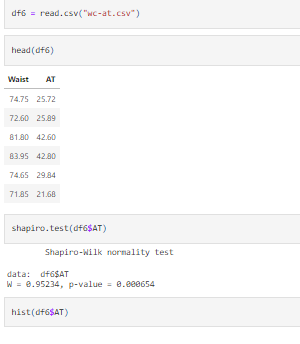 df6 = read.csv("wc-at.csv")
head(df6)
Waist AT
74.75 25.72
72.60 25.89
81.80 42.60
83.95 42.80
74.65 29.84
71.85 21.68
shapiro.test(df6$AT)
Shapiro-Wilk normality test
data: df6$AT
W = 0.95234, p-value = 0.000654
hist(df6$AT)